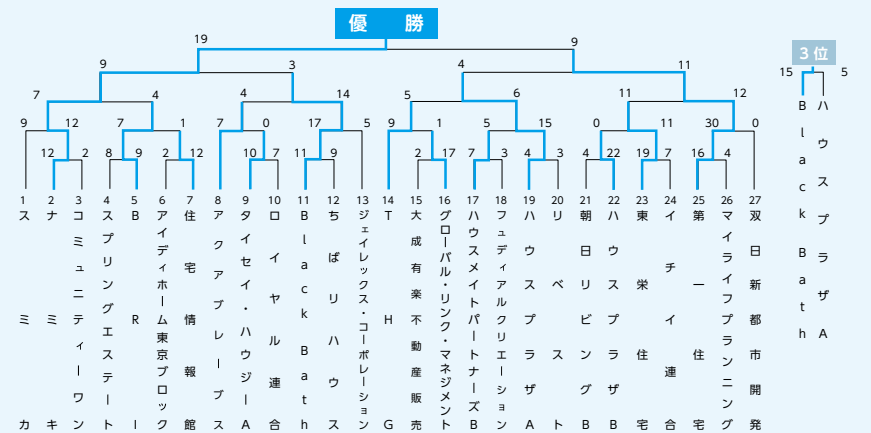 優 勝
19 9
3位
15 5
9 3 4 11
7 4 4 14 5 6 11 12
9 12 7 1 7 0 17 5 9 1 5 15 0 11 30 0
12 2 8 9 2 12 10 7 11 9 2 17 7 3 4 3 4 22 19 7 16 4
1 スミカ
2 ナミキ
3 コミュニティーワン
4 スプリングエステート
5 BRI
6 アイディホーム東京ブロック
7 住宅情報館
8 アクアブレーブス
9 タイセイ・ハウジーA
10 ロイヤル連合
11 Black Bath
12 ちばリハウス
13 ジェイレックス・コーポレーション
14 THG
15 大成有楽不動産販売
16 グローバル・リンク・マネジメント
17 ハウスメイトパートナーズB
18 フュディアルクリエーション
19 ハウスプラザA
20 リベスト
21 朝日リビングB
22 ハウスプラザB
23 東栄住宅
24 イチイ連合
25 第一住宅
26 マイライフプランニング
27 双日新都市開発
Black Bath
ハウスプラザA